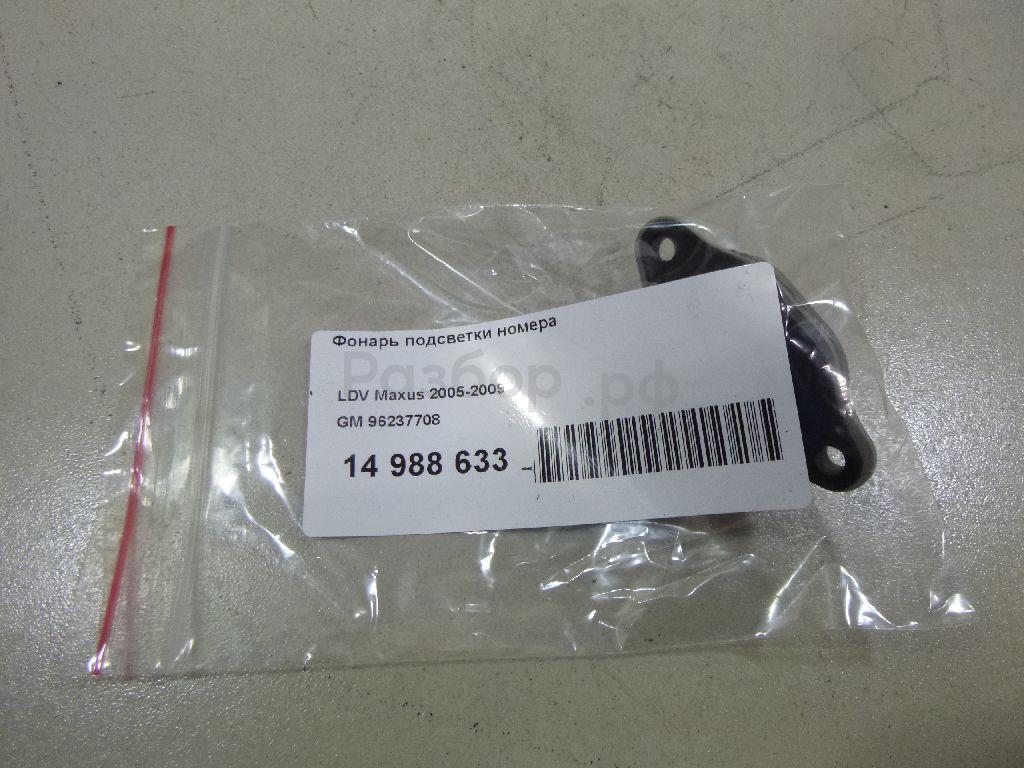 Фонарь подсветки номера
Разбор.рф
LDV Maxus 2005-2009
GM 96237708
14 988 633